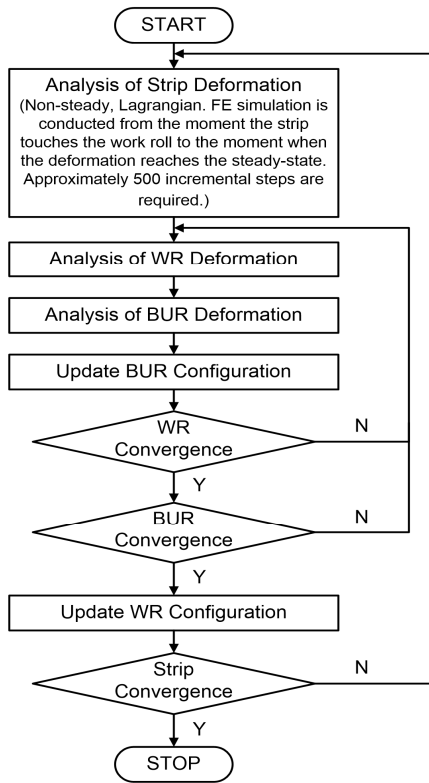 START
Analysis of Strip Deformation
(Non-steady, Lagrangian. FE simulation is
conducted from the moment the strip
touches the work roll to the moment when
the deformation reaches the steady-state.
Approximately 500 incremental steps are
required.)
Analysis of WR Deformation
Analysis of BUR Deformation
Update BUR Configuration
WR
Convergence
N
Y
BUR
Convergence
N
Y
Update WR Configuration
Strip
Convergence
N
Y
STOP